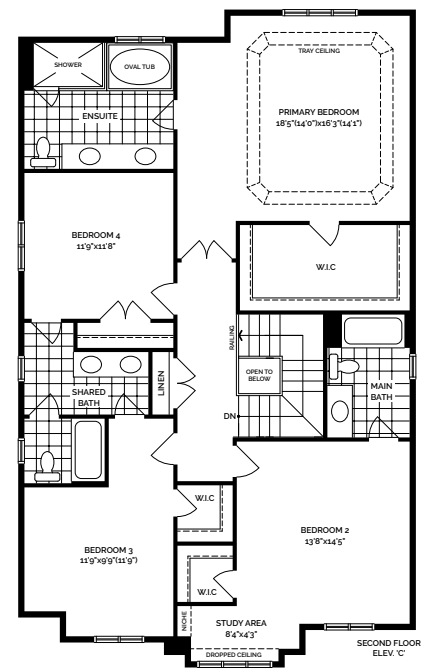 SHOWER
OVAL TUB
TRAY CEILING
ENSUITE
PRIMARY BEDROOM
18'5"(14'0")x16'3"(14'1")
BEDROOM 4
11'9"x11'8"
W.I.C
RAILING
OPEN TO
BELOW
LINEN
SHARED
BATH
MAIN
BATH
DN
W.I.C
BEDROOM 2
13'8"x14'5"
BEDROOM 3
11'9"x9'9"(11'9")
W.I.C
NICHE
STUDY AREA
8'4"x4'3"
DROPPED CEILING
SECOND FLOOR
ELEV. 'C'